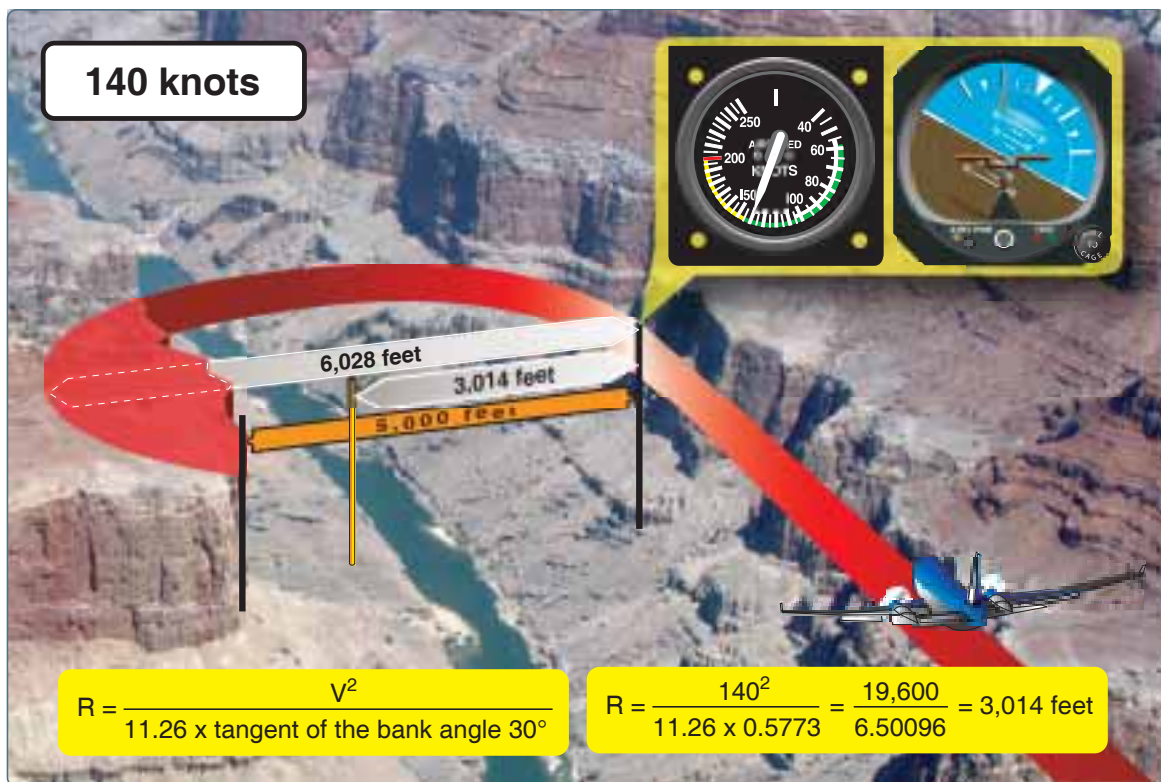 140 knots
I
250
40
200
60
KNOTS
80
150
100
CAGE
6,028 feet
3.014 feet
5,000 feet
R = V² / 11.26 x tangent of the bank angle 30°
R = 140² / 11.26 x 0.5773 = 19,600 / 6.50096 = 3,014 feet